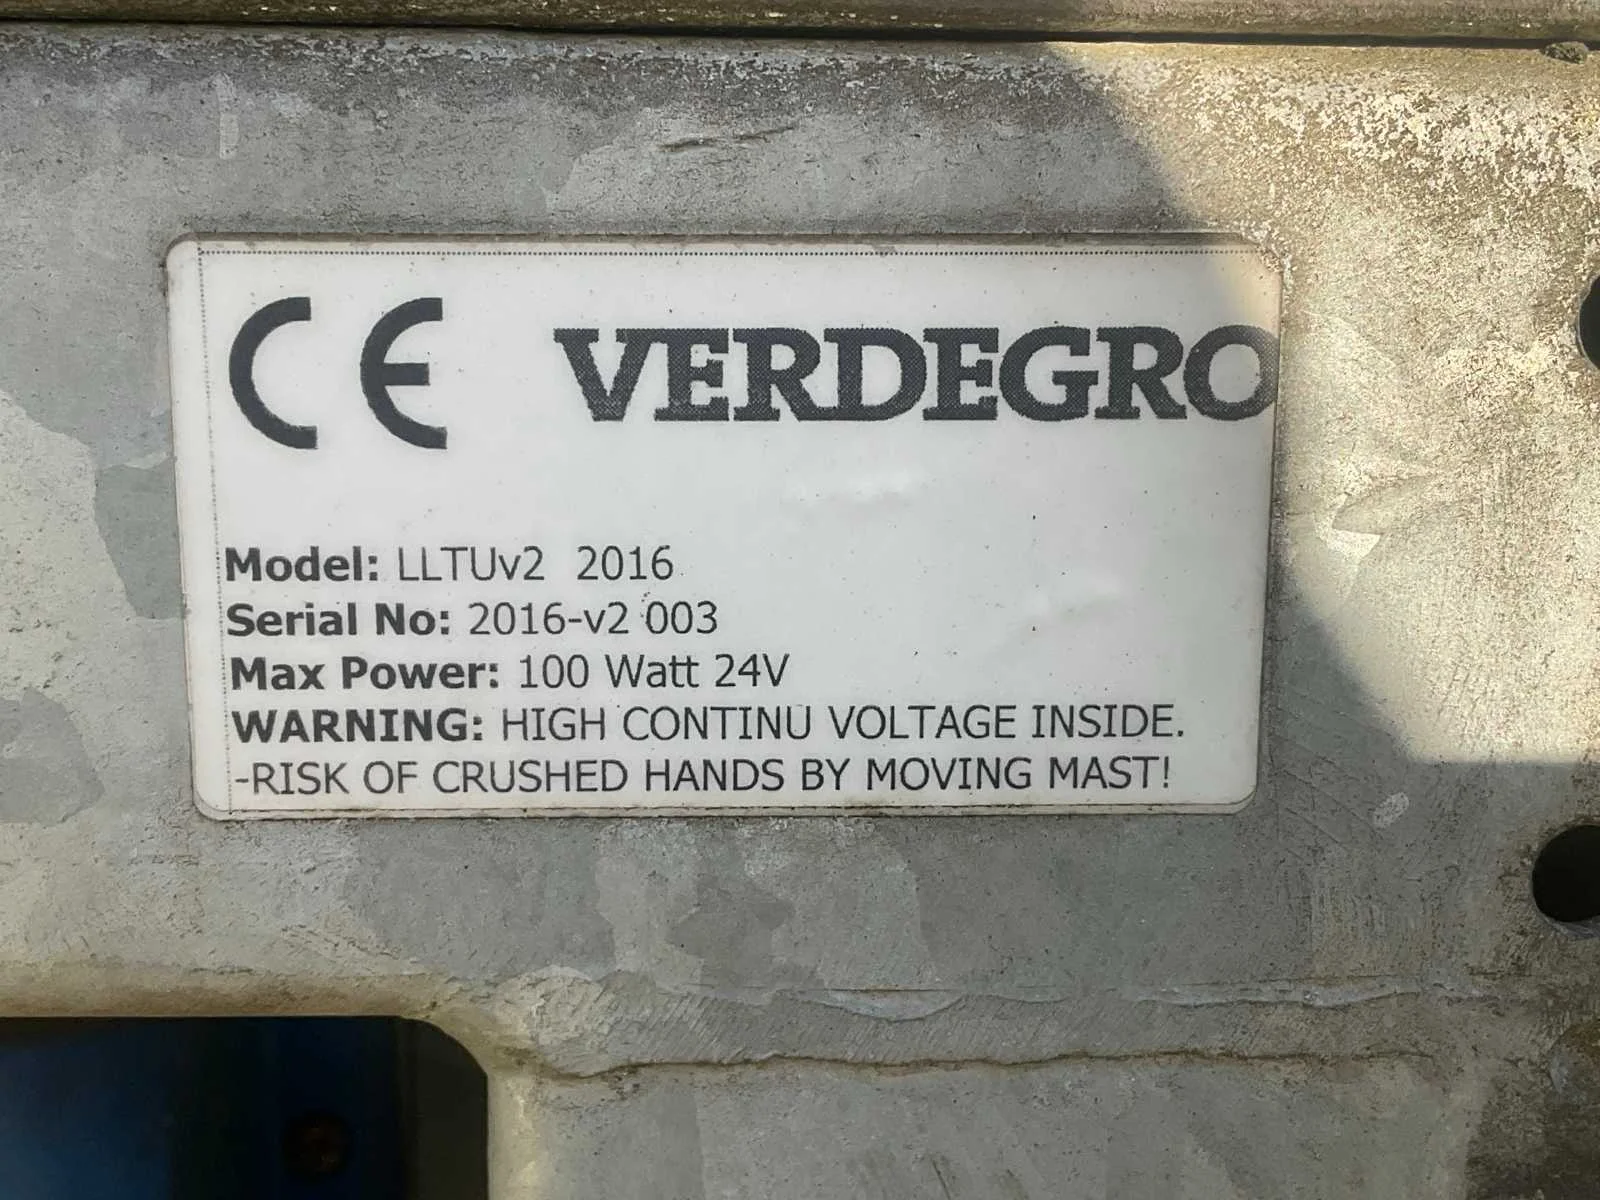 CE VERDEGRO
Model: LLTUv2 2016
Serial No: 2016-v2 003
Max Power: 100 Watt 24V
WARNING: HIGH CONTINU VOLTAGE INSIDE.
-RISK OF CRUSHED HANDS BY MOVING MAST!